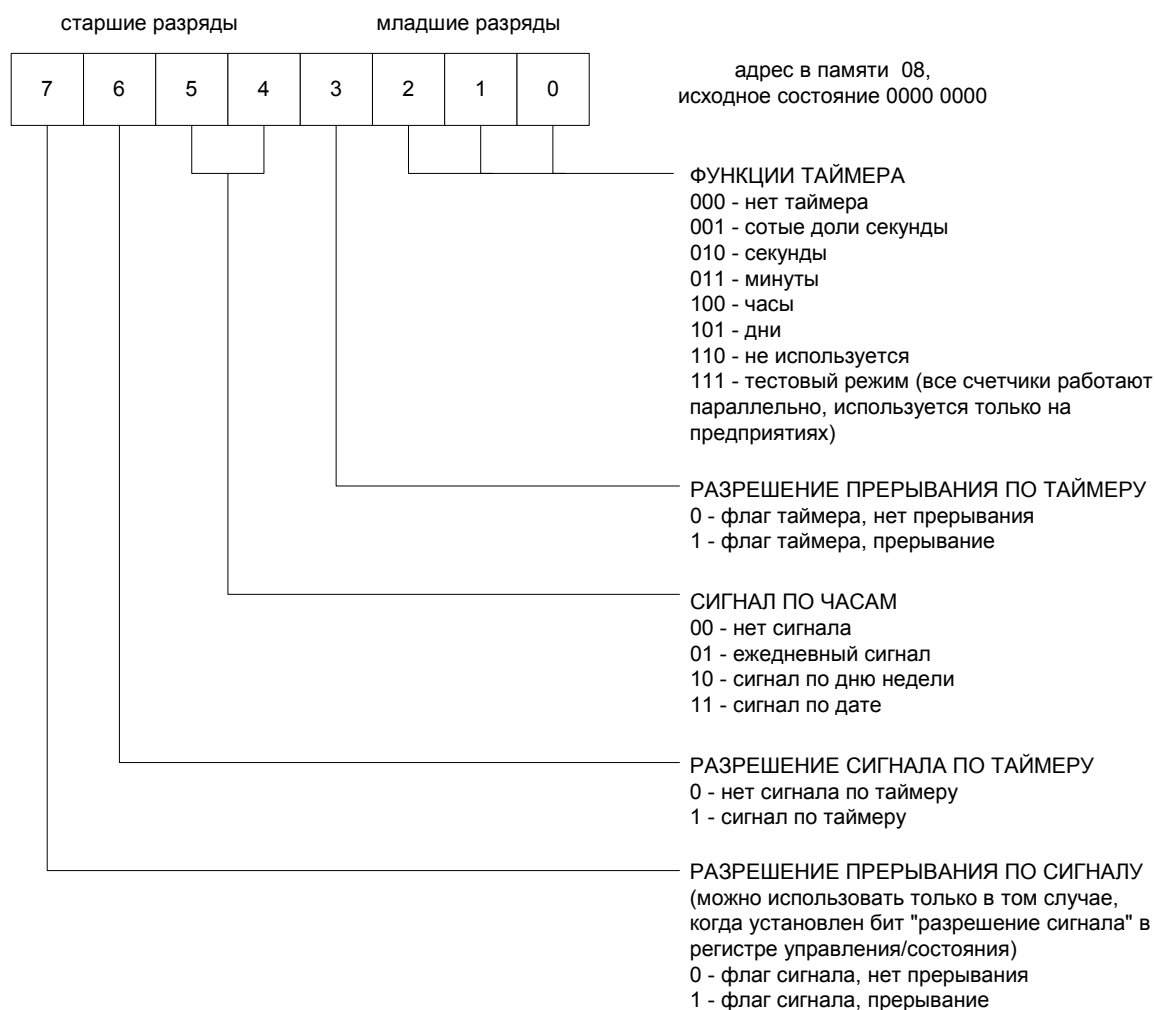 старшие разряды младшие разряды
7 6 5 4 3 2 1 0
адрес в памяти 08,
исходное состояние 0000 0000
ФУНКЦИИ ТАЙМЕРА
000 - нет таймера
001 - сотые доли секунды
010 - секунды
011 - минуты
100 - часы
101 - дни
110 - не используется
111 - тестовый режим (все счетчики работают
параллельно, используется только на
предприятиях)
РАЗРЕШЕНИЕ ПРЕРЫВАНИЯ ПО ТАЙМЕРУ
0 - флаг таймера, нет прерывания
1 - флаг таймера, прерывание
СИГНАЛ ПО ЧАСАМ
00 - нет сигнала
01 - ежедневный сигнал
10 - сигнал по дню недели
11 - сигнал по дате
РАЗРЕШЕНИЕ СИГНАЛА ПО ТАЙМЕРУ
0 - нет сигнала по таймеру
1 - сигнал по таймеру
РАЗРЕШЕНИЕ ПРЕРЫВАНИЯ ПО СИГНАЛУ
(можно использовать только в том случае,
когда установлен бит "разрешение сигнала" в
регистре управления/состояния)
0 - флаг сигнала, нет прерывания
1 - флаг сигнала, прерывание